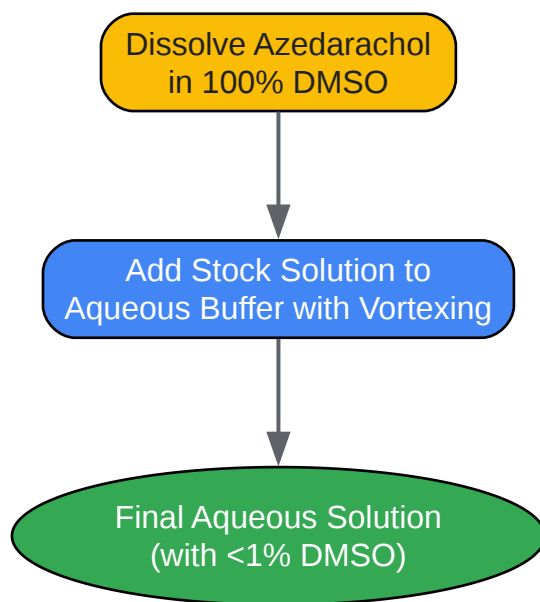 Dissolve Azedarachol
in 100% DMSO
Add Stock Solution to
Aqueous Buffer with Vortexing
Final Aqueous Solution
(with <1% DMSO)